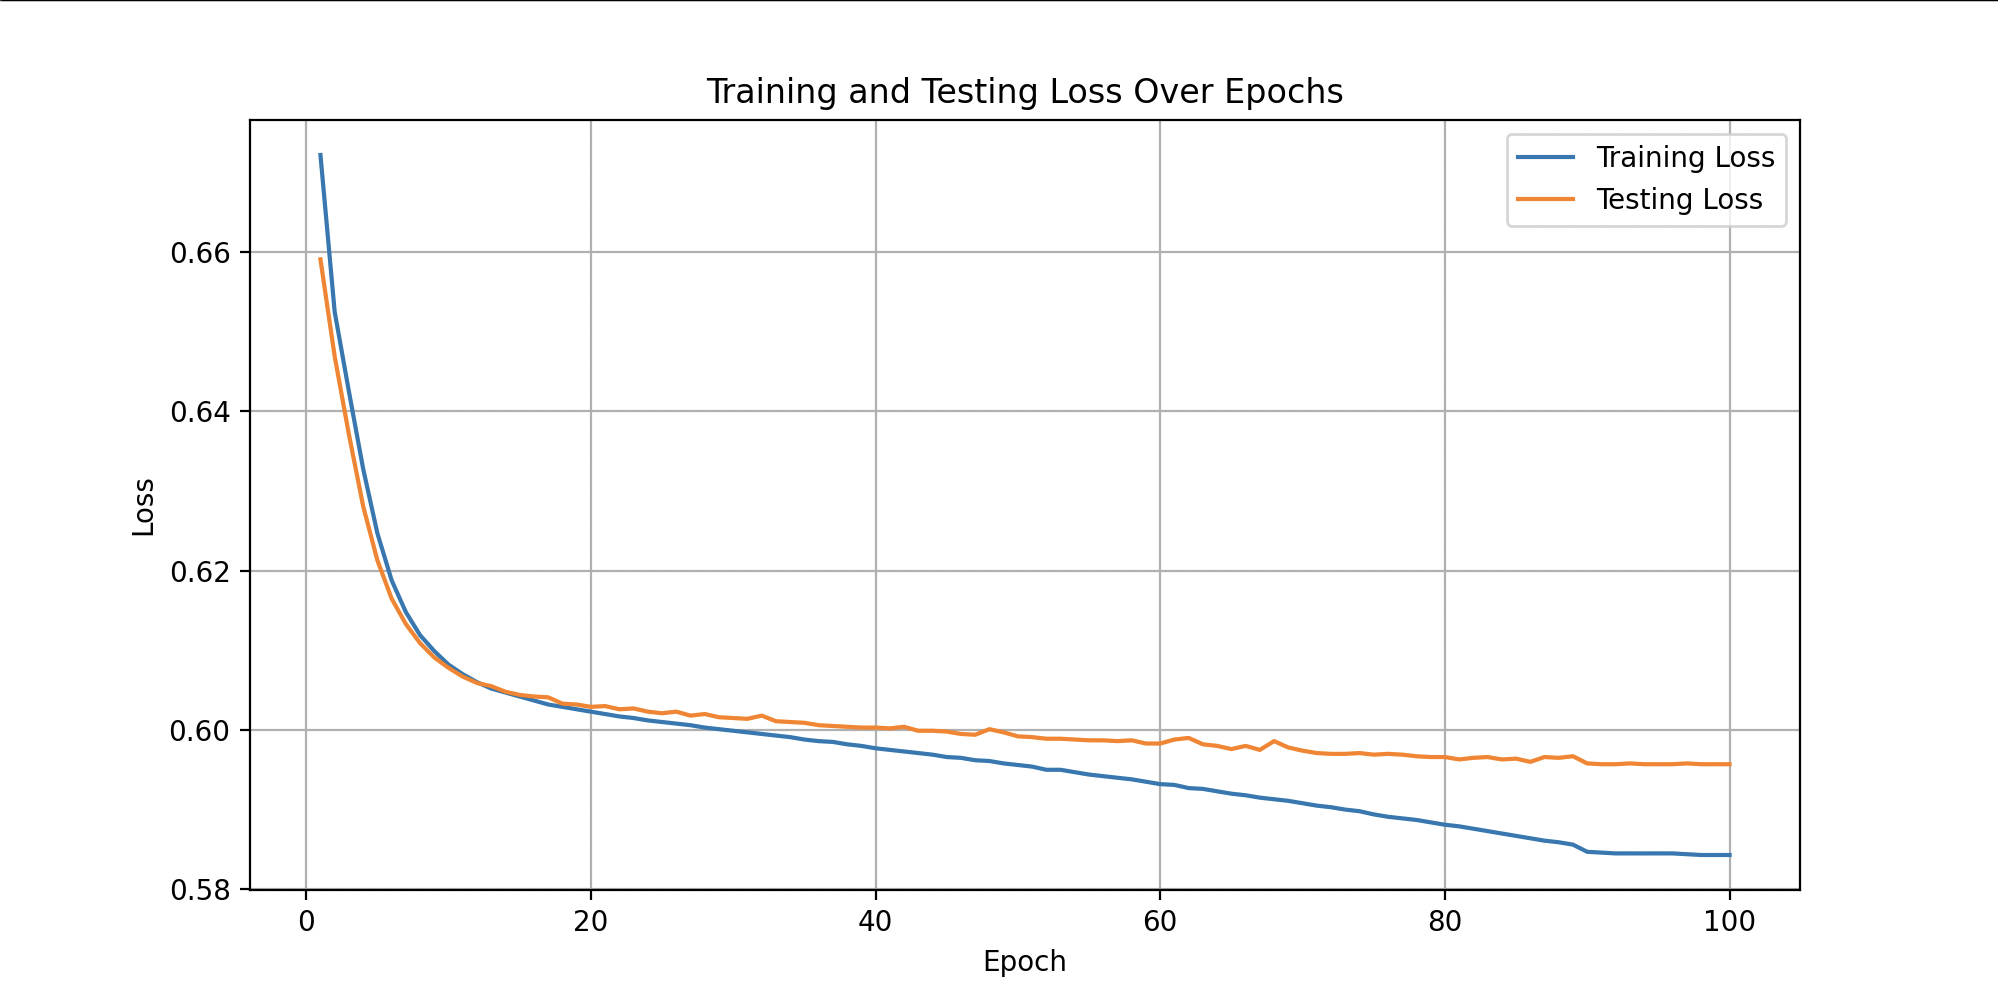 Training and Testing Loss Over Epochs
Training Loss
Testing Loss
0.66
0.64
0.62
0.60
0.58
Loss
0 20 40 60 80 100
Epoch